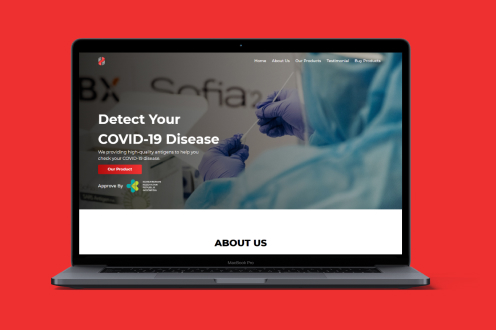 Home About Us Our Products Testimonial Buy Products
BX Sofia 2
Detect Your
COVID-19 Disease
We providing high-quality antigens to help you
check your COVID-19 disease.
Our Product
Approve By
ABOUT US
MacBook Pro